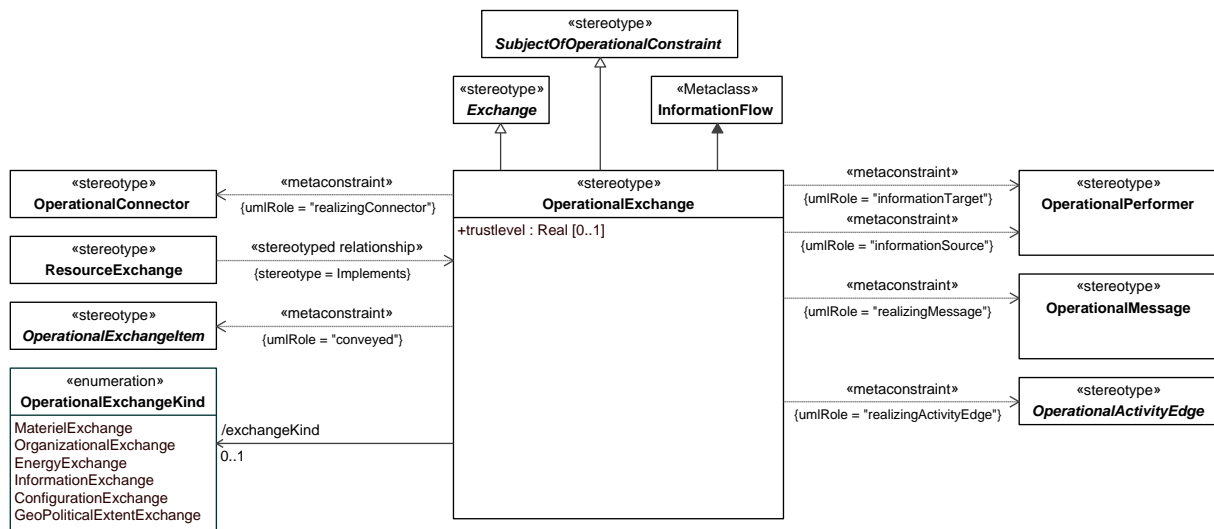 «stereotype»
SubjectOfOperationalConstraint
«stereotype»
Exchange
«Metaclass»
InformationFlow
«stereotype»
OperationalConnector
«metaconstraint»
{umlRole = "realizingConnector"}
«stereotype»
ResourceExchange
«stereotyped relationship»
{stereotype = Implements}
«stereotype»
OperationalExchangeItem
«metaconstraint»
{umlRole = "conveyed"}
«enumeration»
OperationalExchangeKind
MaterielExchange
OrganizationalExchange
EnergyExchange
InformationExchange
ConfigurationExchange
GeoPoliticalExtentExchange
/exchangeKind
0..1
«stereotype»
OperationalExchange
+trustlevel : Real [0..1]
«metaconstraint»
{umlRole = "informationTarget"}
«metaconstraint»
{umlRole = "informationSource"}
«stereotype»
OperationalPerformer
«metaconstraint»
{umlRole = "realizingMessage"}
«stereotype»
OperationalMessage
«metaconstraint»
{umlRole = "realizingActivityEdge"}
«stereotype»
OperationalActivityEdge